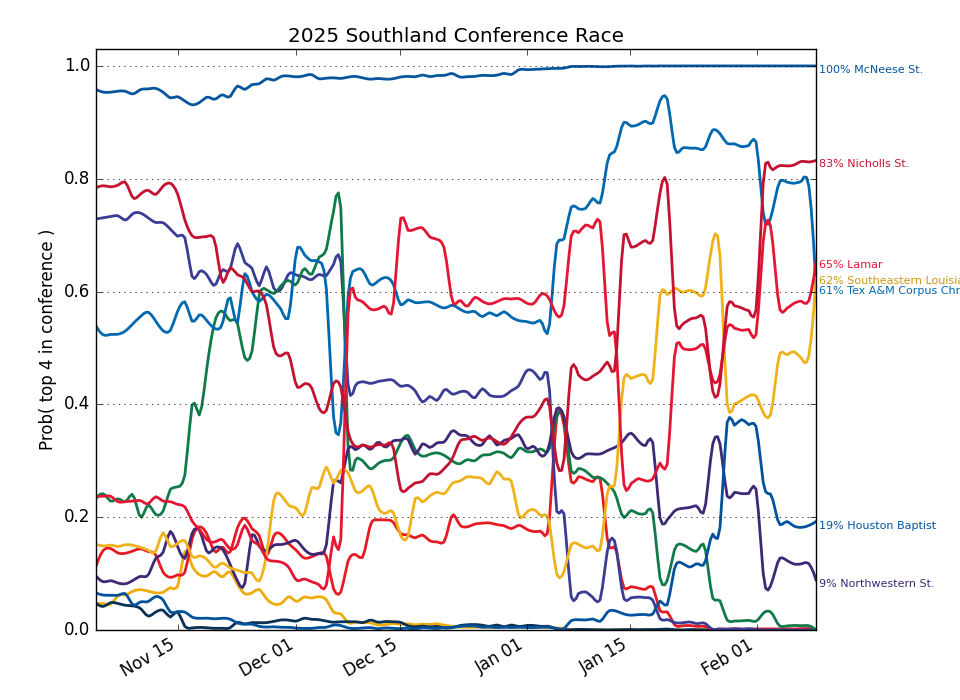 2025 Southland Conference Race
Prob( top 4 in conference )
1.0
0.8
0.6
0.4
0.2
0.0
Nov 15
Dec 01
Dec 15
Jan 01
Jan 15
Feb 01
100% McNeese St.
83% Nicholls St.
65% Lamar
62% Southeastern Louisia
61% Tex A&M Corpus Chr
19% Houston Baptist
9% Northwestern St.